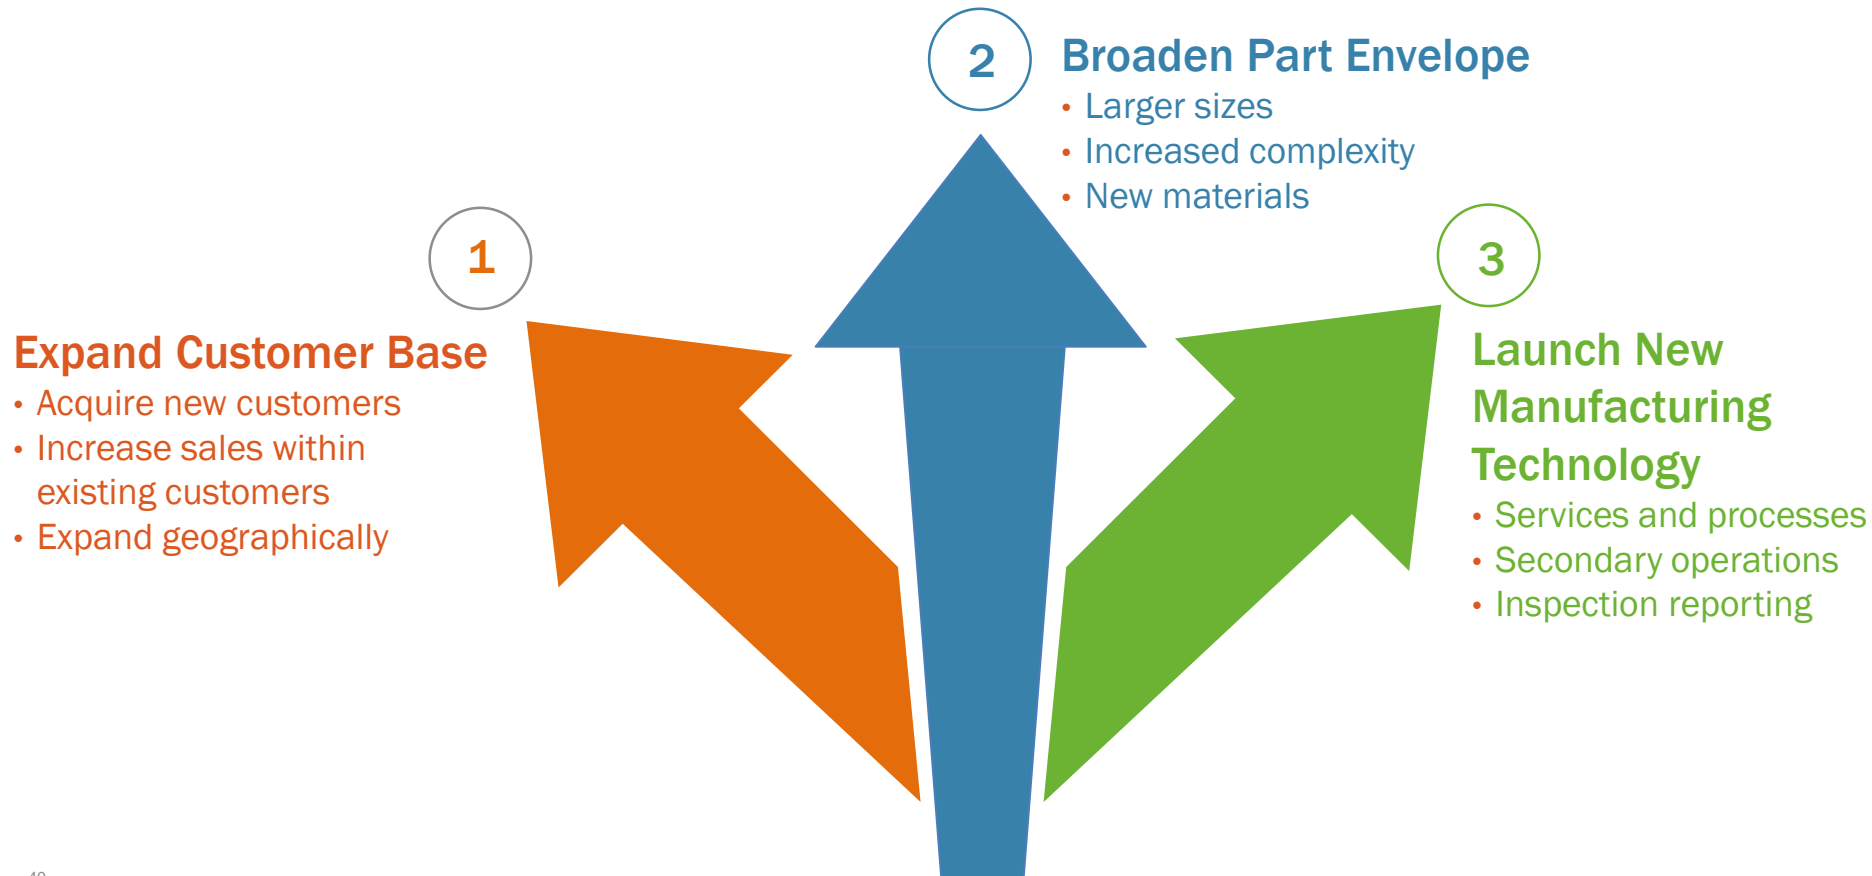 1
Expand Customer Base
• Acquire new customers
• Increase sales within
existing customers
• Expand geographically
2
Broaden Part Envelope
• Larger sizes
• Increased complexity
• New materials
3
Launch New
Manufacturing
Technology
• Services and processes
• Secondary operations
• Inspection reporting